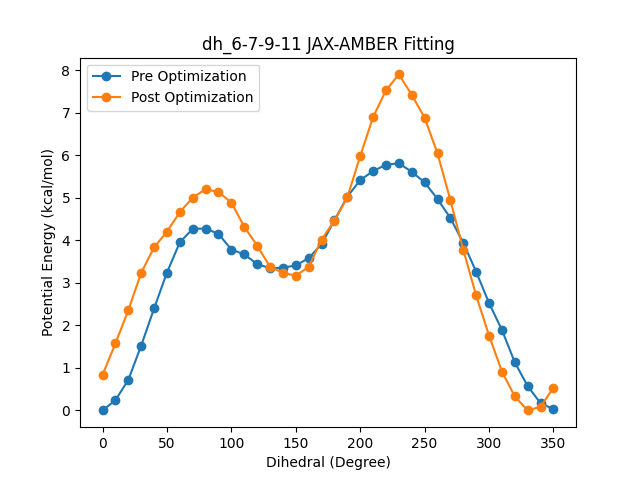 dh_6-7-9-11 JAX-AMBER Fitting
Pre Optimization
Post Optimization
Potential Energy (kcal/mol)
8
7
6
5
4
3
2
1
0
0 50 100 150 200 250 300 350
Dihedral (Degree)